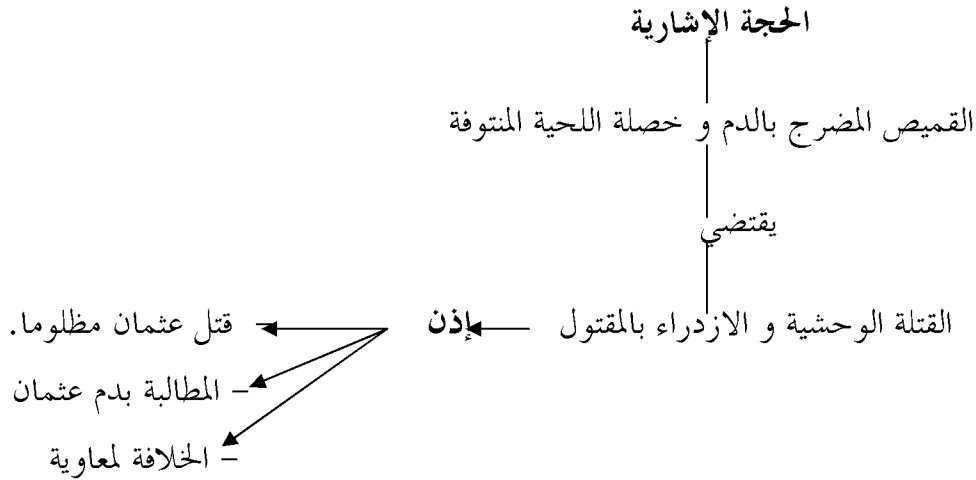 الحجة الإشارية
القميص المضرج بالدم و خصلة اللحية المنتوفة
يقتضي
القتلة الوحشية و الازدراء بالمقتول إذن – قتل عثمان مظلوما.
– المطالبة بدم عثمان
– الخلافة لمعاوية